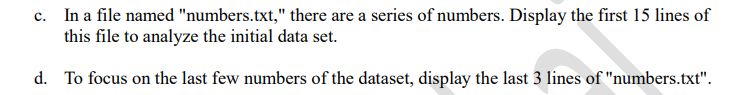 c. In a file named "numbers.txt," there are a series of numbers. Display the first 15 lines of
this file to analyze the initial data set.
d. To focus on the last few numbers of the dataset, display the last 3 lines of "numbers.txt".